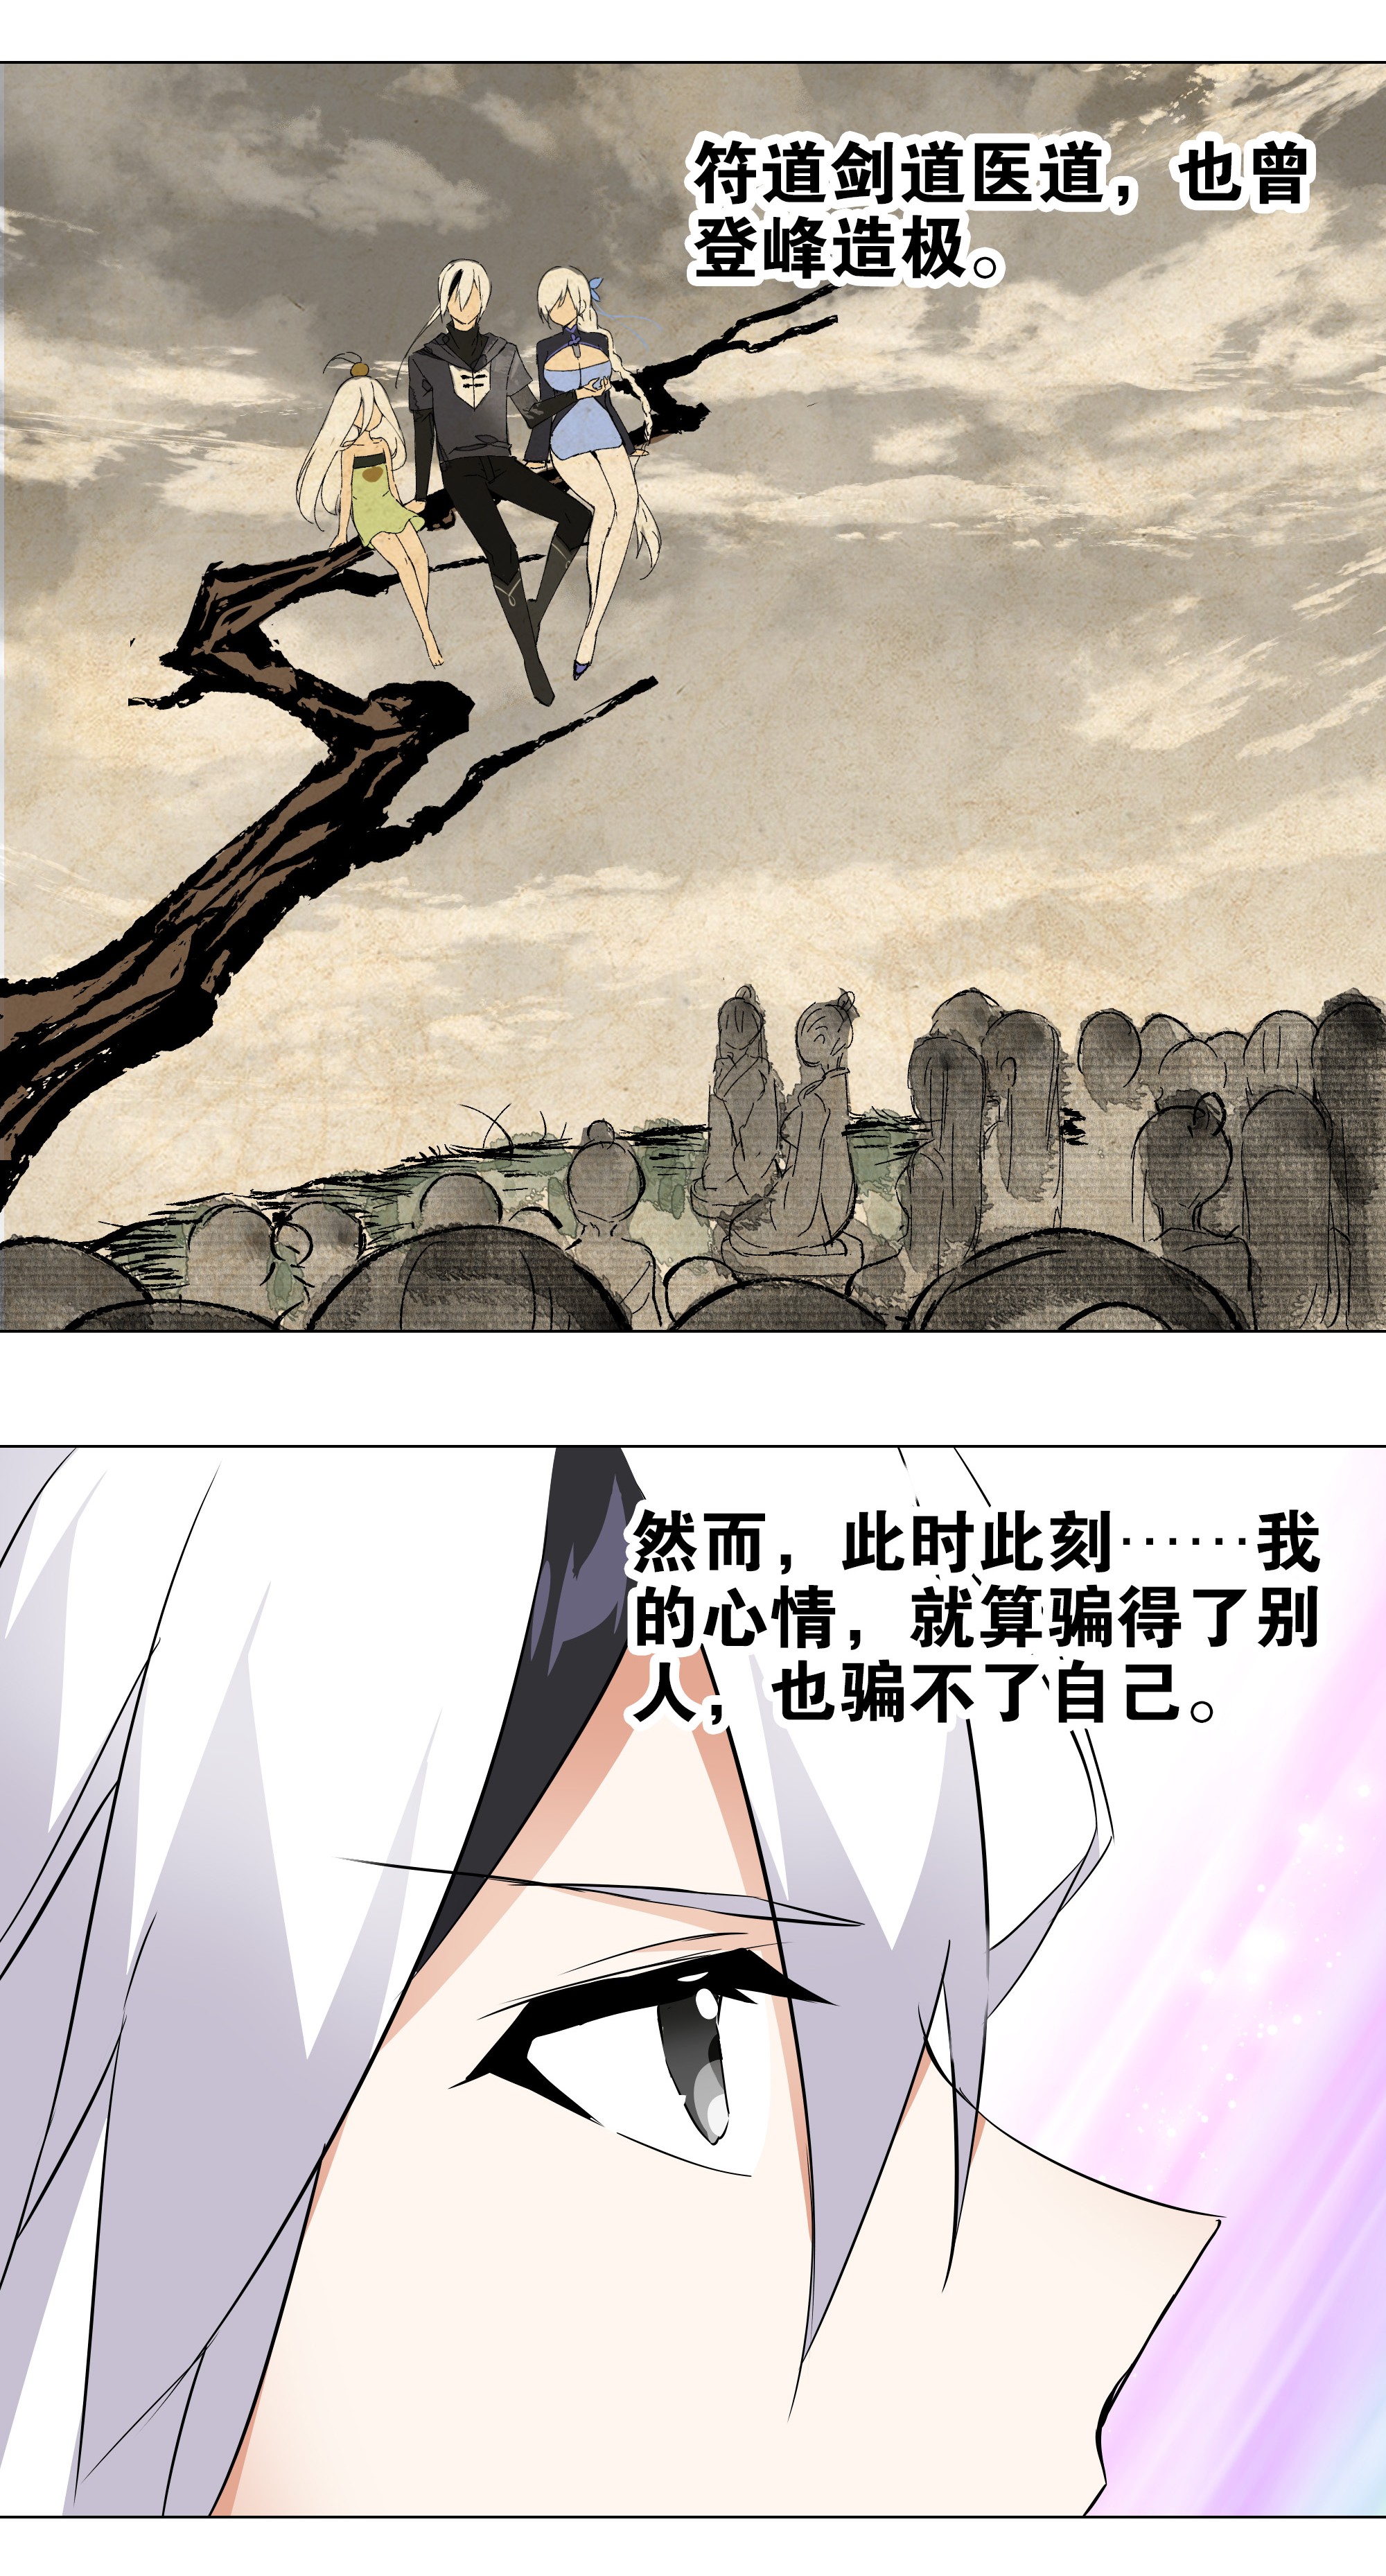 符道剑道医道，也曾
登峰造极。
然而，此时此刻……我
的心情，就算骗得了别
人，也骗不了自己。